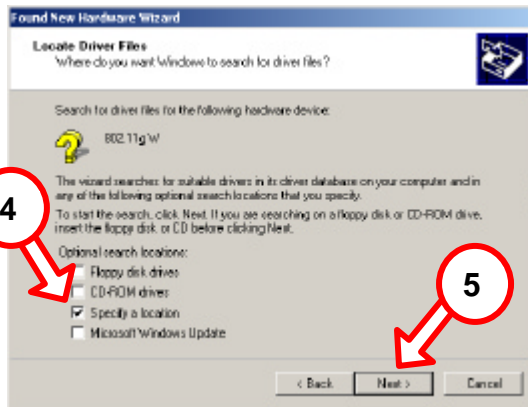 Found New Hardware Wizard
Locate Driver Files
Where do you want Windows to search for driver files?
Search for driver files for the following hardware device:
802.11g W
The wizard searches for suitable drivers in its driver database on your computer and in
any of the following optional search locations that you specify.
To start the search, click Next. If you are searching on a floppy disk or CD-ROM drive,
insert the floppy disk or CD before clicking Next.
4
Optional search locations:
Floppy disk drives
CD-ROM drives
5
Specify a location
Microsoft Windows Update
< Back
Next >
Cancel